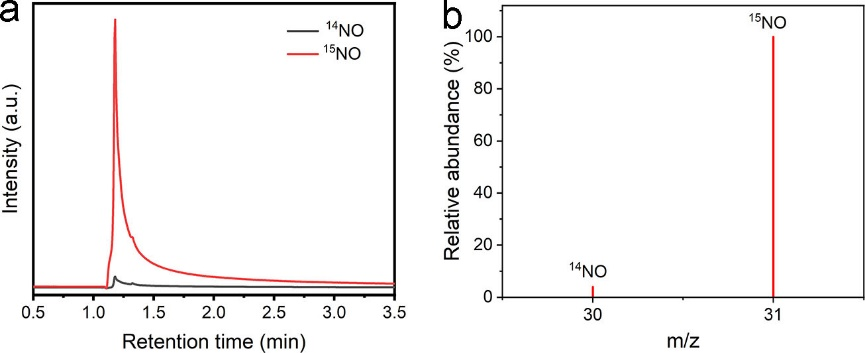 a
¹⁴NO
¹⁵NO
Intensity (a.u.)
0.5 1.0 1.5 2.0 2.5 3.0 3.5
Retention time (min)
b
¹⁵NO
¹⁴NO
Relative abundance (%)
100
80
60
40
20
0
30 31
m/z